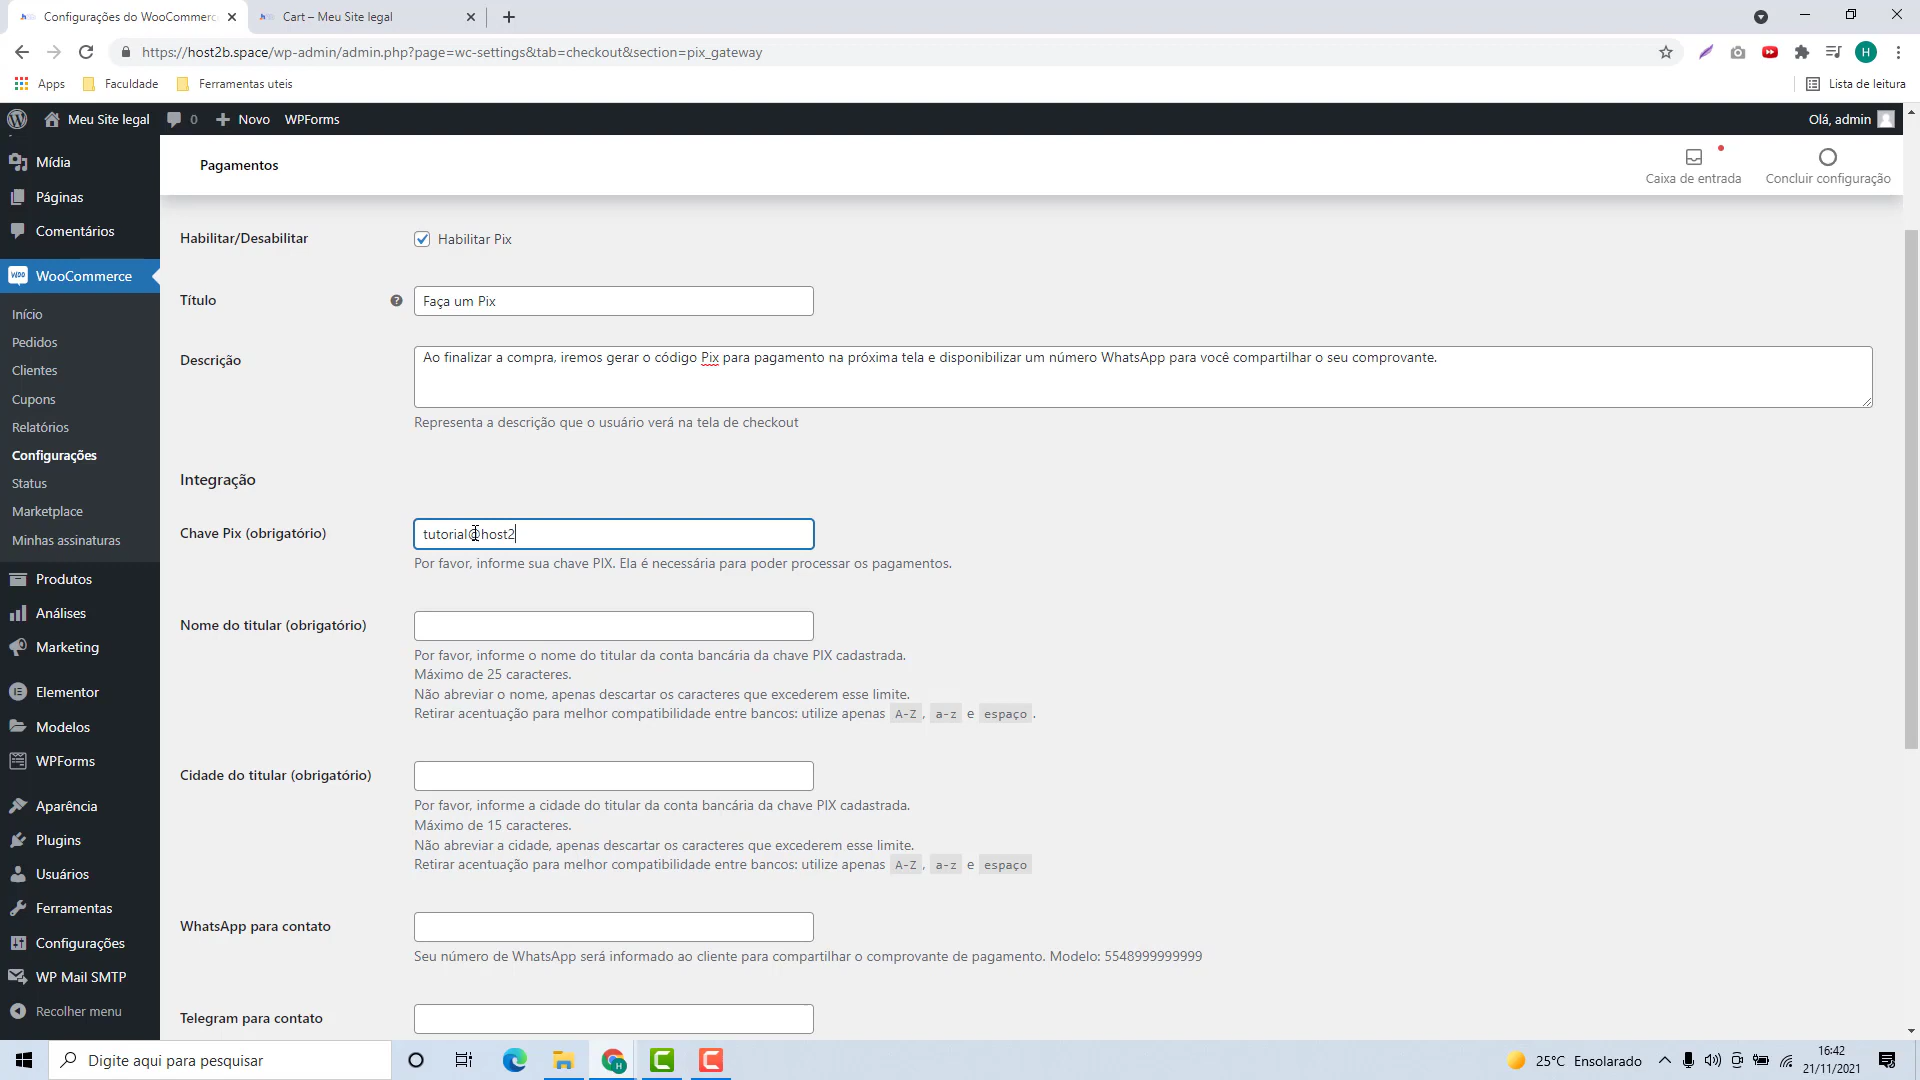 Configurações do WooCommerc
Cart – Meu Site legal
https://host2b.space/wp-admin/admin.php?page=wc-settings&tab=checkout&section=pix_gateway
H
Apps
Faculdade
Ferramentas uteis
Lista de leitura
Meu Site legal
0
Novo
WPForms
Olá, admin
Mídia
Páginas
Comentários
WooCommerce
Início
Pedidos
Clientes
Cupons
Relatórios
Configurações
Status
Marketplace
Minhas assinaturas
Produtos
Análises
Marketing
Elementor
Modelos
WPForms
Aparência
Plugins
Usuários
Ferramentas
Configurações
WP Mail SMTP
Recolher menu
Pagamentos
Caixa de entrada
Concluir configuração
Habilitar/Desabilitar
Habilitar Pix
Título
Faça um Pix
Descrição
Ao finalizar a compra, iremos gerar o código Pix para pagamento na próxima tela e disponibilizar um número WhatsApp para você compartilhar o seu comprovante.
Representa a descrição que o usuário verá na tela de checkout
Integração
Chave Pix (obrigatório)
tutorial@host2
Por favor, informe sua chave PIX. Ela é necessária para poder processar os pagamentos.
Nome do titular (obrigatório)
Por favor, informe o nome do titular da conta bancária da chave PIX cadastrada.
Máximo de 25 caracteres.
Não abreviar o nome, apenas descartar os caracteres que excederem esse limite.
Retirar acentuação para melhor compatibilidade entre bancos: utilize apenas A-Z, a-z e espaço.
Cidade do titular (obrigatório)
Por favor, informe a cidade do titular da conta bancária da chave PIX cadastrada.
Máximo de 15 caracteres.
Não abreviar a cidade, apenas descartar os caracteres que excederem esse limite.
Retirar acentuação para melhor compatibilidade entre bancos: utilize apenas A-Z, a-z e espaço
WhatsApp para contato
Seu número de WhatsApp será informado ao cliente para compartilhar o comprovante de pagamento. Modelo: 5548999999999
Telegram para contato
Digite aqui para pesquisar
25°C Ensolarado
16:42
21/11/2021